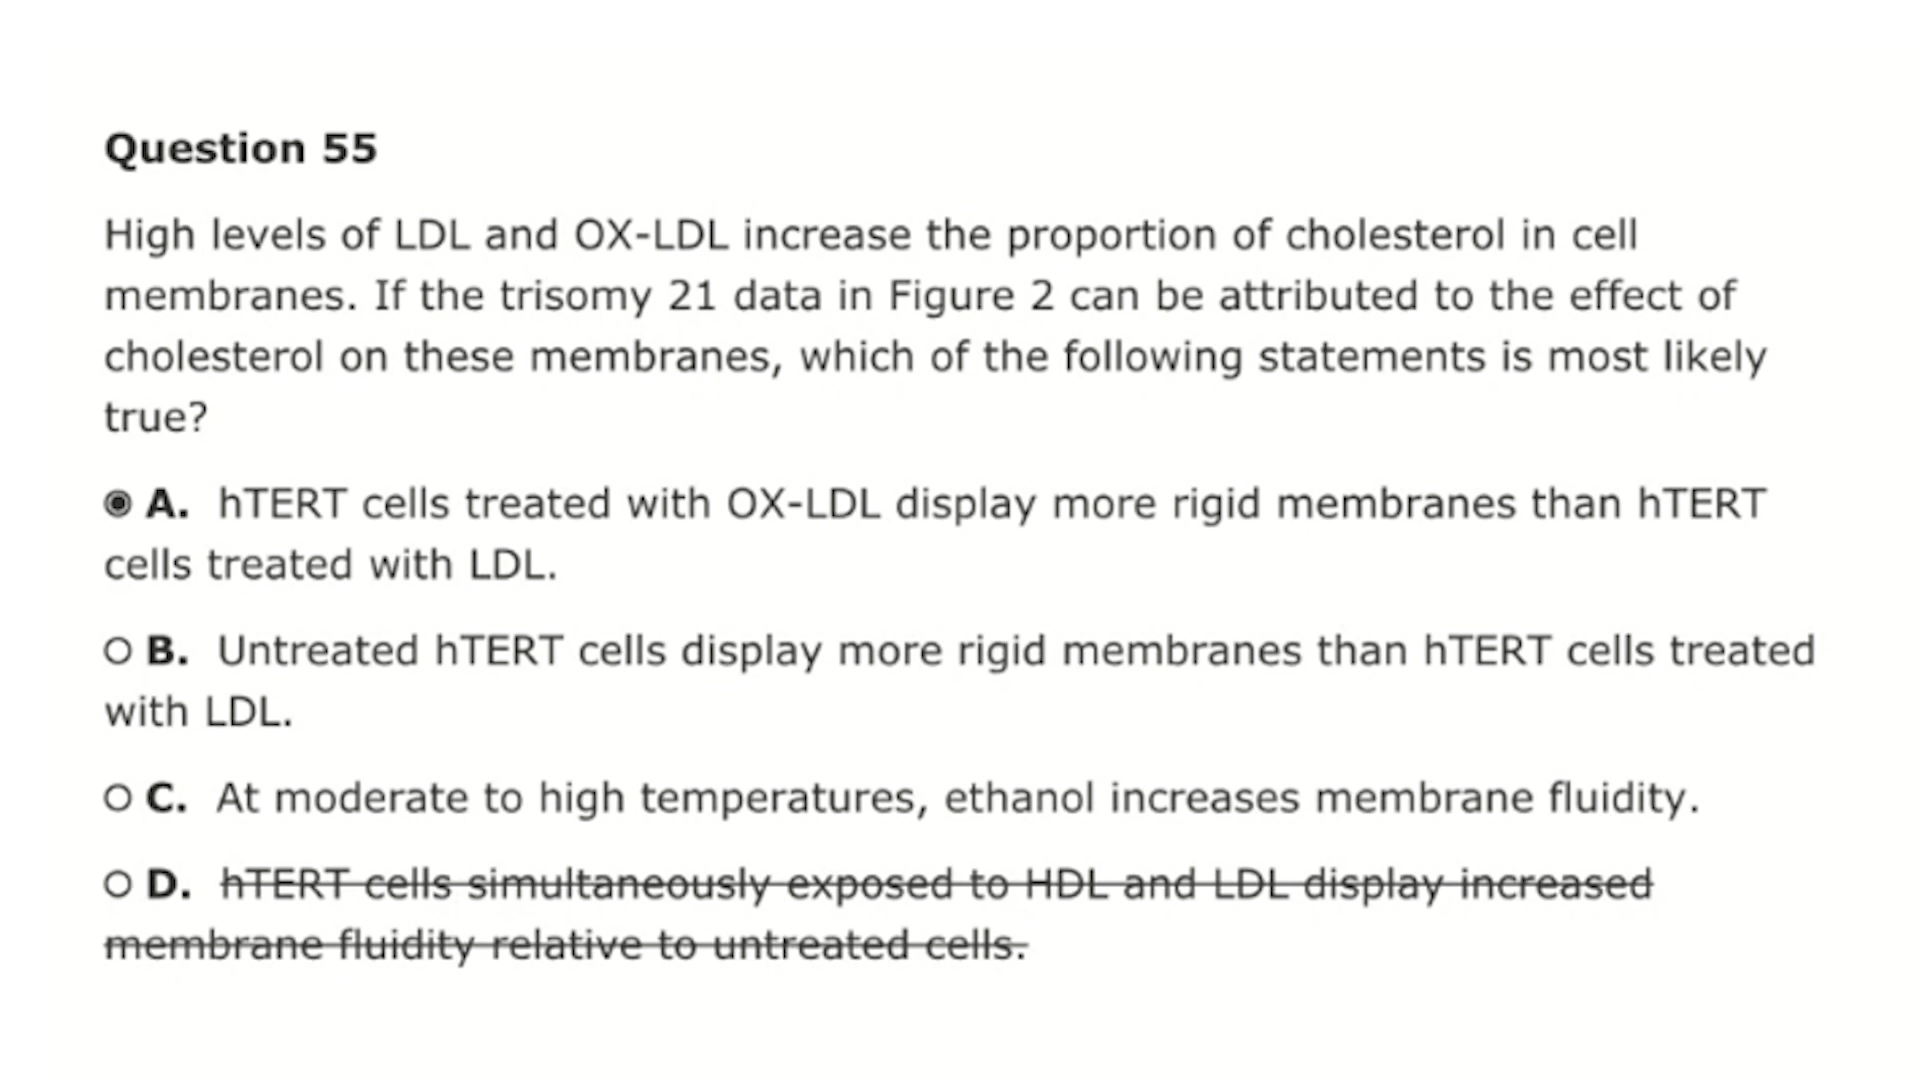 Question 55
High levels of LDL and OX-LDL increase the proportion of cholesterol in cell
membranes. If the trisomy 21 data in Figure 2 can be attributed to the effect of
cholesterol on these membranes, which of the following statements is most likely
true?
A. hTERT cells treated with OX-LDL display more rigid membranes than hTERT
cells treated with LDL.
B. Untreated hTERT cells display more rigid membranes than hTERT cells treated
with LDL.
C. At moderate to high temperatures, ethanol increases membrane fluidity.
D. hTERT cells simultaneously exposed to HDL and LDL display increased
membrane fluidity relative to untreated cells.